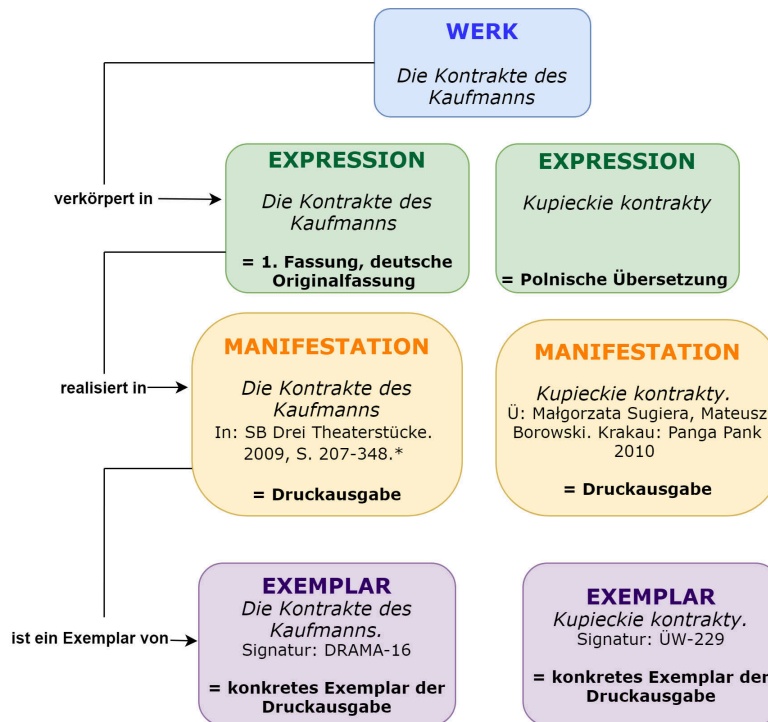 WERK
Die Kontrakte des
Kaufmanns
verkörpert in
EXPRESSION
Die Kontrakte des
Kaufmanns
= 1. Fassung, deutsche
Originalfassung
EXPRESSION
Kupieckie kontrakty
= Polnische Übersetzung
realisiert in
MANIFESTATION
Die Kontrakte des
Kaufmanns
In: SB Drei Theaterstücke.
2009, S. 207-348.*
= Druckausgabe
MANIFESTATION
Kupieckie kontrakty.
Ü: Małgorzata Sugiera, Mateusz
Borowski. Krakau: Panga Pank
2010
= Druckausgabe
ist ein Exemplar von
EXEMPLAR
Die Kontrakte des
Kaufmanns.
Signatur: DRAMA-16
= konkretes Exemplar der
Druckausgabe
EXEMPLAR
Kupieckie kontrakty.
Signatur: ÜW-229
= konkretes Exemplar der
Druckausgabe